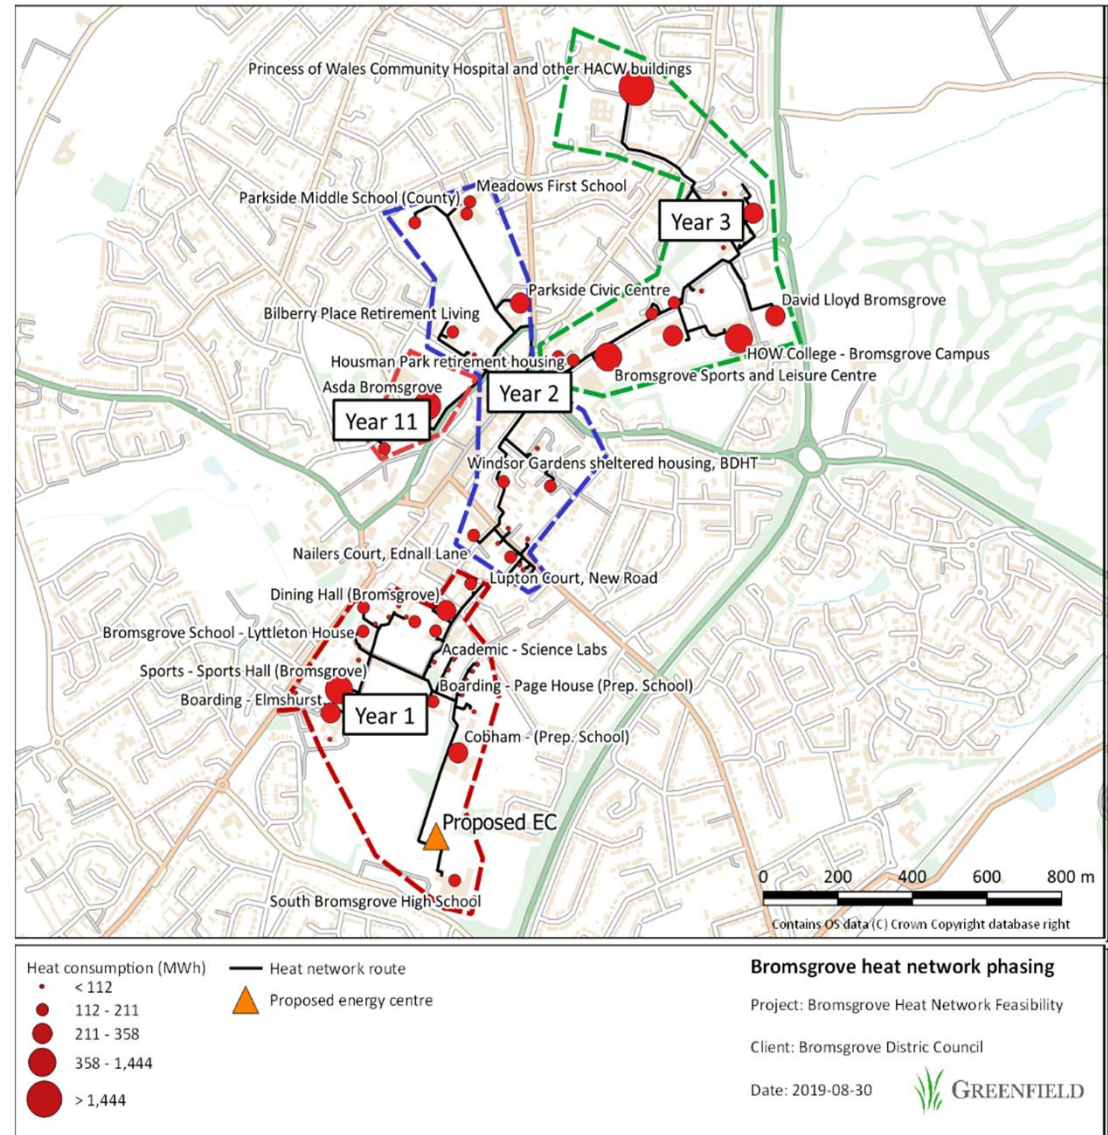 Princess of Wales Community Hospital and other HACW buildings
Meadows First School
Parkside Middle School (County)
Year 3
Parkside Civic Centre
David Lloyd Bromsgrove
Bilberry Place Retirement Living
HOW College - Bromsgrove Campus
Housman Park retirement housing
Bromsgrove Sports and Leisure Centre
Asda Bromsgrove
Year 2
Year 11
Windsor Gardens sheltered housing, BDHT
Nailers Court, Ednall Lane
Lupton Court, New Road
Dining Hall (Bromsgrove)
Bromsgrove School - Lyttleton House
Academic - Science Labs
Sports - Sports Hall (Bromsgrove)
Boarding - Page House (Prep. School)
Boarding - Elmshurst
Year 1
Cobham - (Prep. School)
Proposed EC
South Bromsgrove High School
0 200 400 600 800 m
Contains OS data (C) Crown Copyright database right
Heat consumption (MWh)
< 112
112 - 211
211 - 358
358 - 1,444
> 1,444
Heat network route
Proposed energy centre
Bromsgrove heat network phasing
Project: Bromsgrove Heat Network Feasibility
Client: Bromsgrove Distric Council
Date: 2019-08-30
GREENFIELD